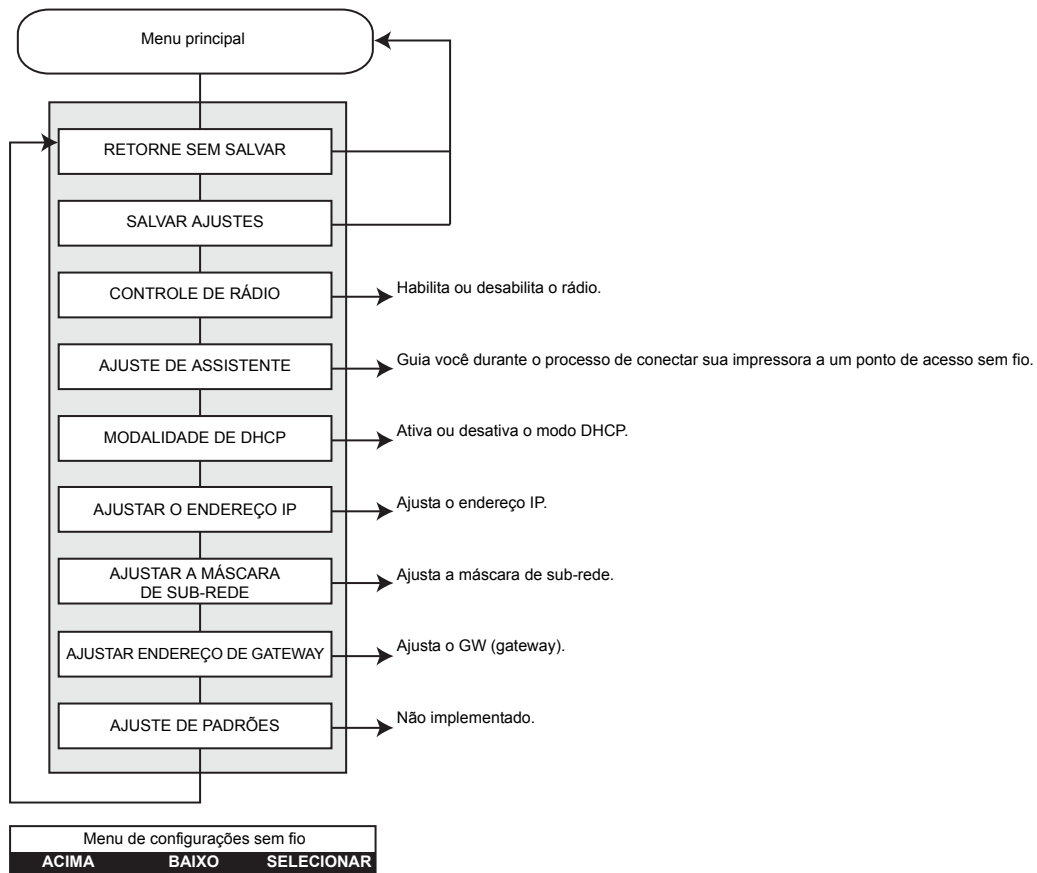 Menu principal
RETORNE SEM SALVAR
SALVAR AJUSTES
CONTROLE DE RÁDIO
Habilita ou desabilita o rádio.
AJUSTE DE ASSISTENTE
Guia você durante o processo de conectar sua impressora a um ponto de acesso sem fio.
MODALIDADE DE DHCP
Ativa ou desativa o modo DHCP.
AJUSTAR O ENDEREÇO IP
Ajusta o endereço IP.
AJUSTAR A MÁSCARA
DE SUB-REDE
Ajusta a máscara de sub-rede.
AJUSTAR ENDEREÇO DE GATEWAY
Ajusta o GW (gateway).
AJUSTE DE PADRÕES
Não implementado.
Menu de configurações sem fio
ACIMA BAIXO SELECIONAR